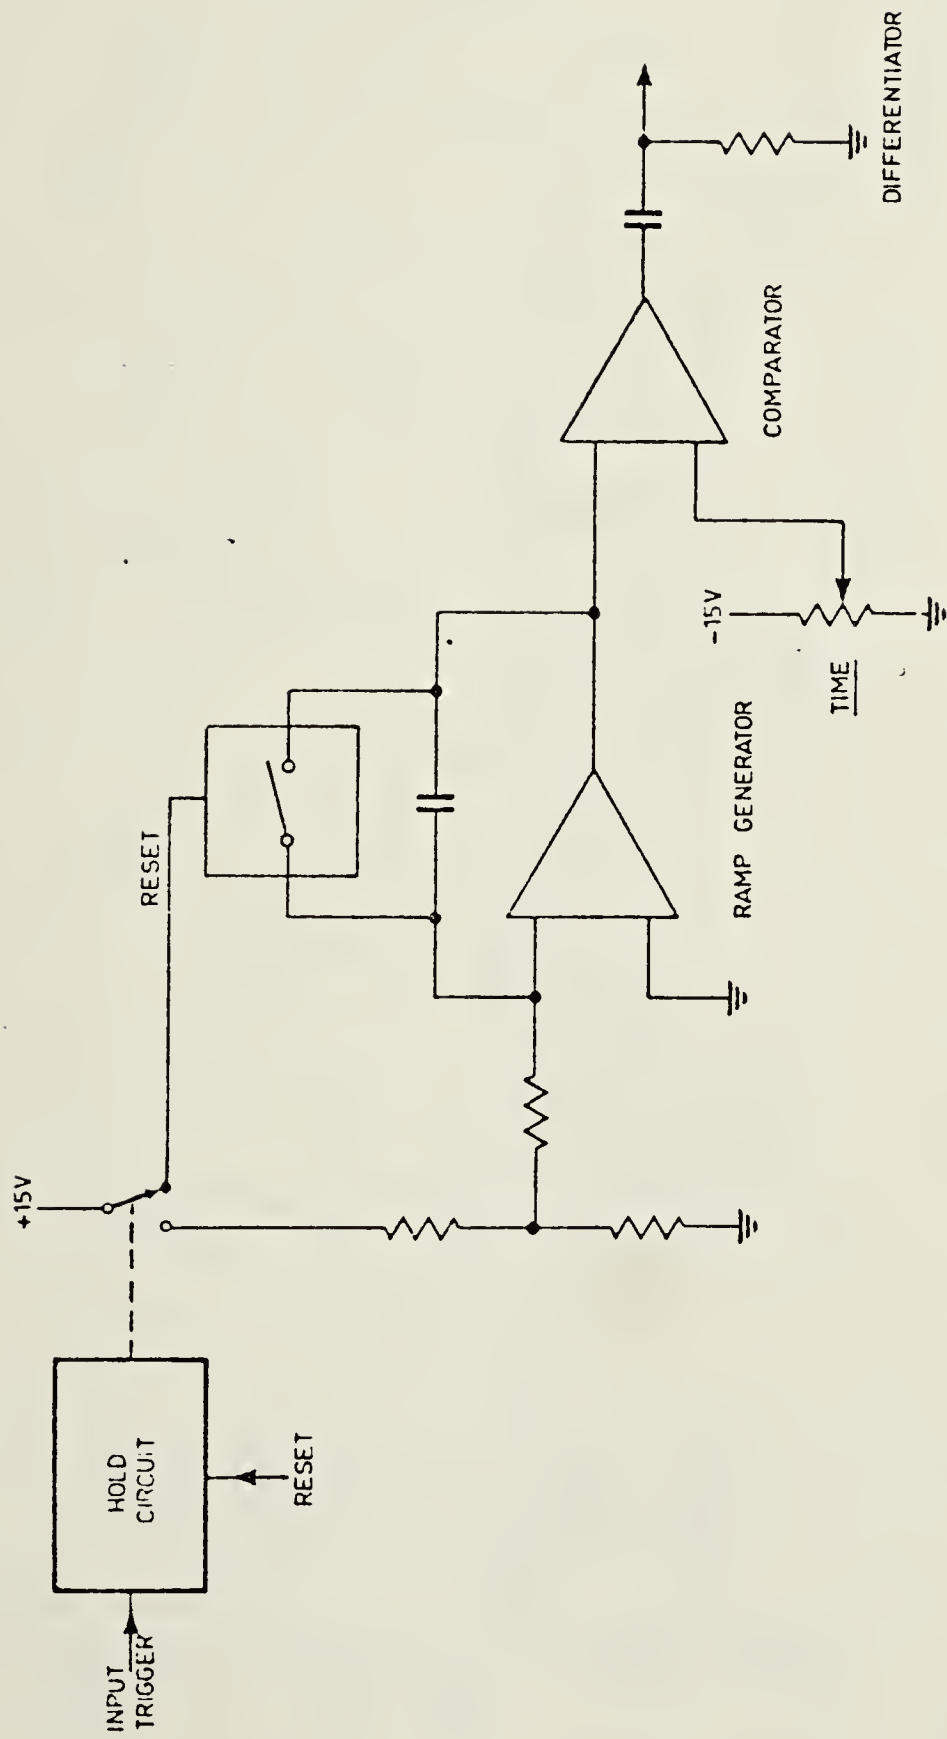 INPUT
TRIGGER
HOLD
CIRCUIT
RESET
+15V
RESET
RAMP GENERATOR
-15V
TIME
COMPARATOR
DIFFERENTIATOR